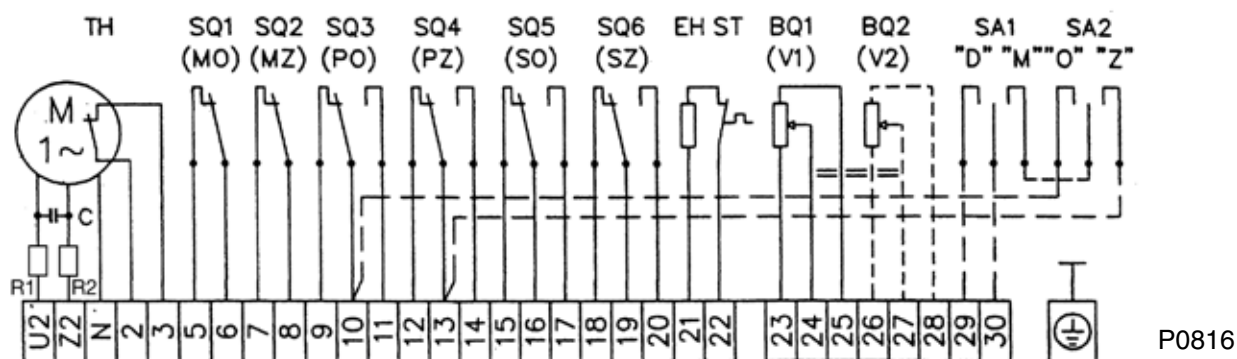 TH SQ1 SQ2 SQ3 SQ4 SQ5 SQ6 EH ST BQ1 BQ2 SA1 SA2
(MO) (MZ) (PO) (PZ) (SO) (SZ) (V1) (V2) "D" "M" "O" "Z"
M
1~
C
R1 R2
U2 Z2 N 2 3 5 6 7 8 9 10 11 12 13 14 15 16 17 18 19 20 21 22 23 24 25 26 27 28 29 30
P0816